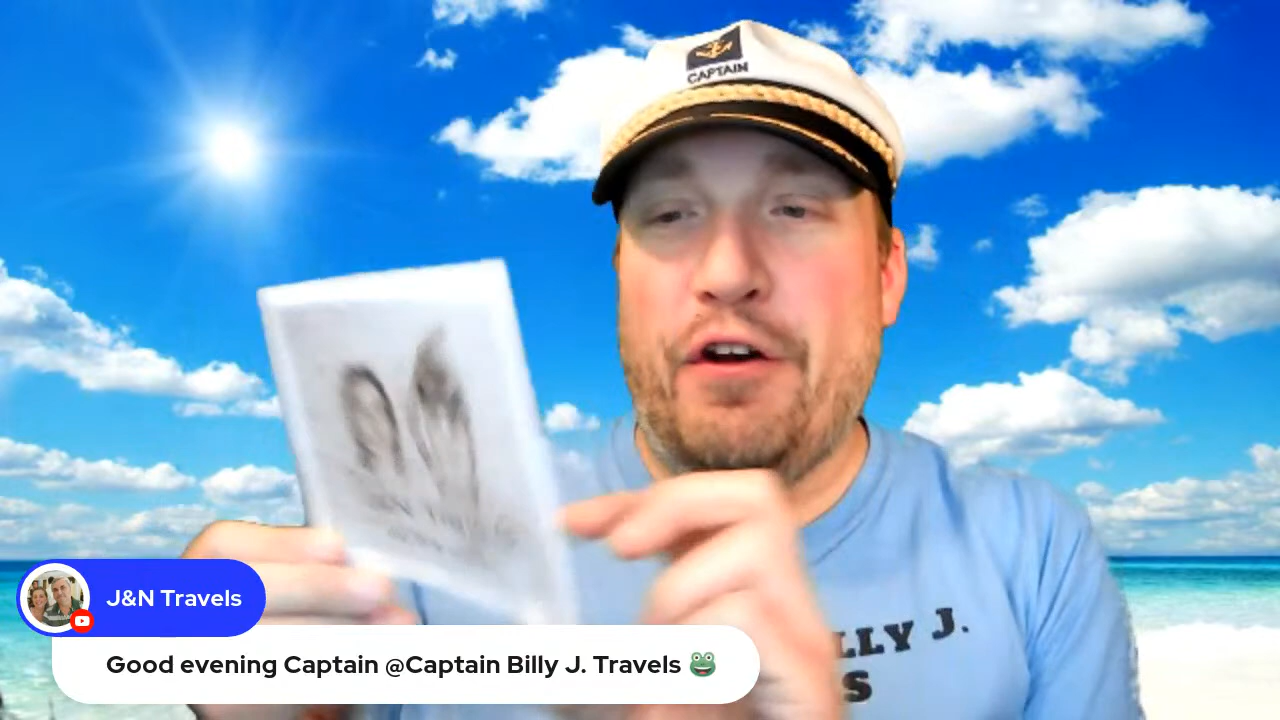 CAPTAIN
LLY J.
S
J&N Travels
Good evening Captain @Captain Billy J. Travels 🐸